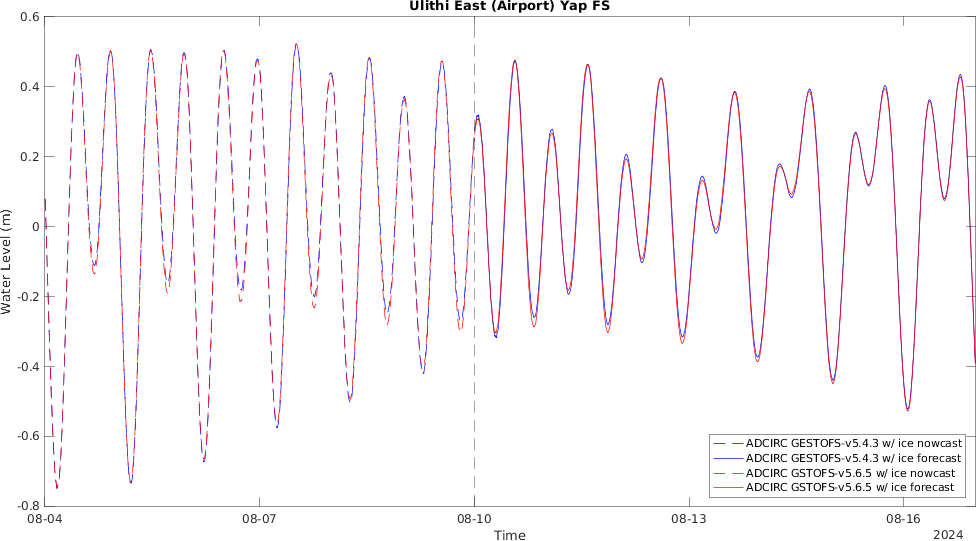 Ulithi East (Airport) Yap FS
0.6
0.4
0.2
0
-0.2
-0.4
-0.6
-0.8
Water Level (m)
ADCIRC GESTOFS-v5.4.3 w/ ice nowcast
ADCIRC GESTOFS-v5.4.3 w/ ice forecast
ADCIRC GSTOFS-v5.6.5 w/ ice nowcast
ADCIRC GSTOFS-v5.6.5 w/ ice forecast
08-04
08-07
08-10
08-13
08-16
Time
2024